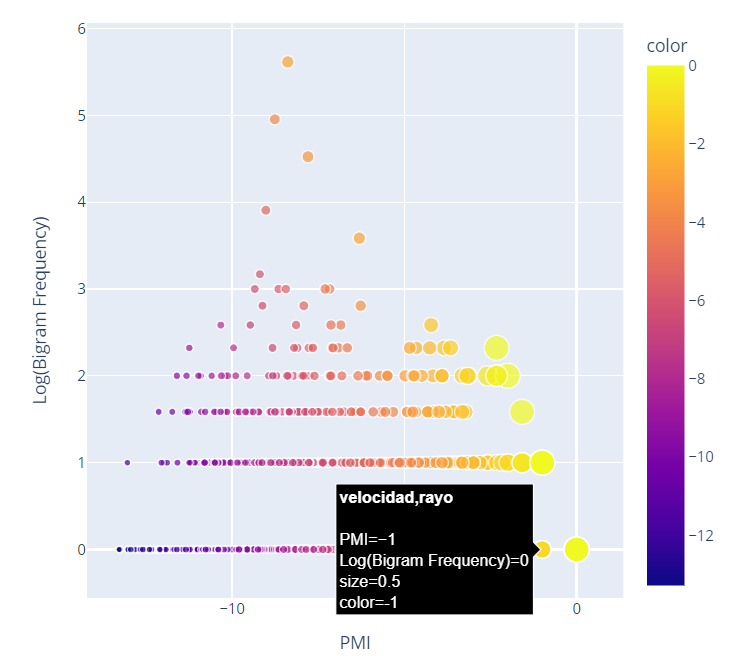 6
5
4
3
2
1
0
Log(Bigram Frequency)
−10
0
PMI
color
0
−2
−4
−6
−8
−10
−12
velocidad,rayo
PMI=−1
Log(Bigram Frequency)=0
size=0.5
color=-1